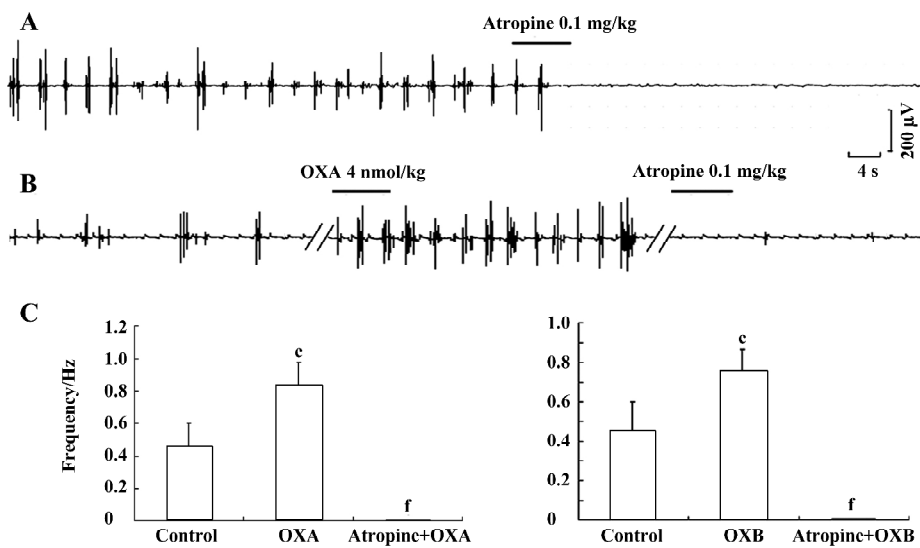 A
Atropine 0.1 mg/kg
200 μV
4 s
B
OXA 4 nmol/kg
Atropine 0.1 mg/kg
C
Frequency/Hz
1.2
1.0
0.8
0.6
0.4
0.2
0
c
f
Control
OXA
Atropine+OXA
1.0
0.8
0.6
0.4
0.2
0
c
f
Control
OXB
Atropine+OXB